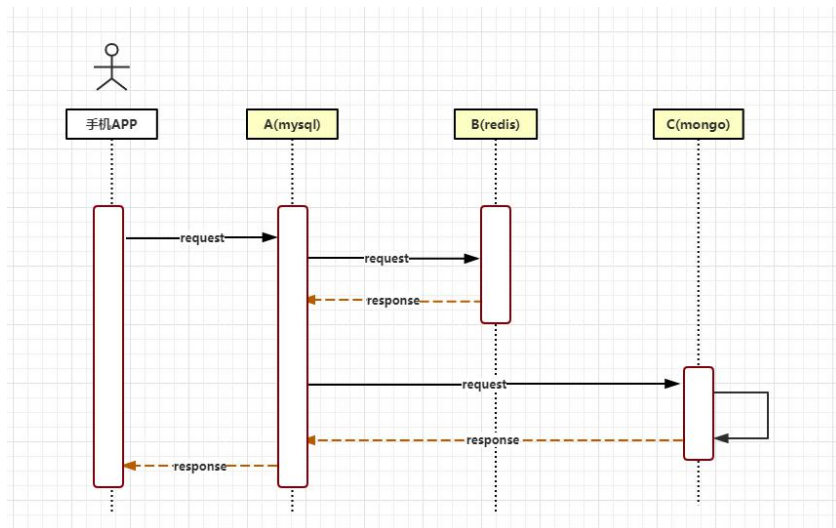 手机APP
A(mysql)
B(redis)
C(mongo)
request
request
response
request
response
response